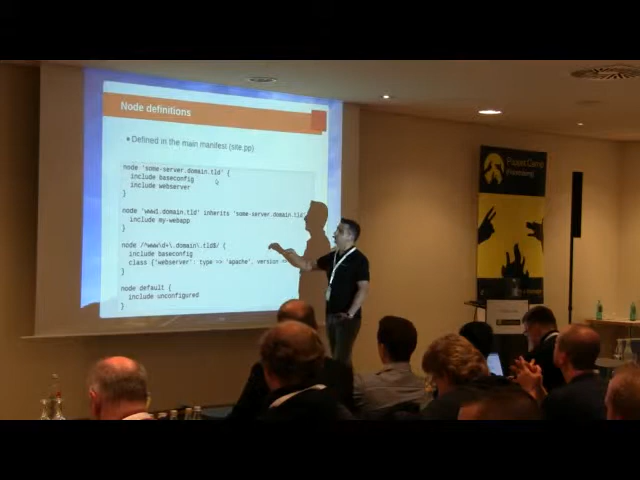 Node definitions
Defined in the main manifest (site.pp)
node 'some-server.domain.tld' {
include baseconfig
include webserver
}
node 'www1.domain.tld' inherits 'some-server.domain.tld'
include my-webapp
}
node /^www\d+\.domain\.tld$/ {
include baseconfig
class {'webserver': type => 'apache', version =>
}
node default {
include unconfigured
}
Puppet Camp